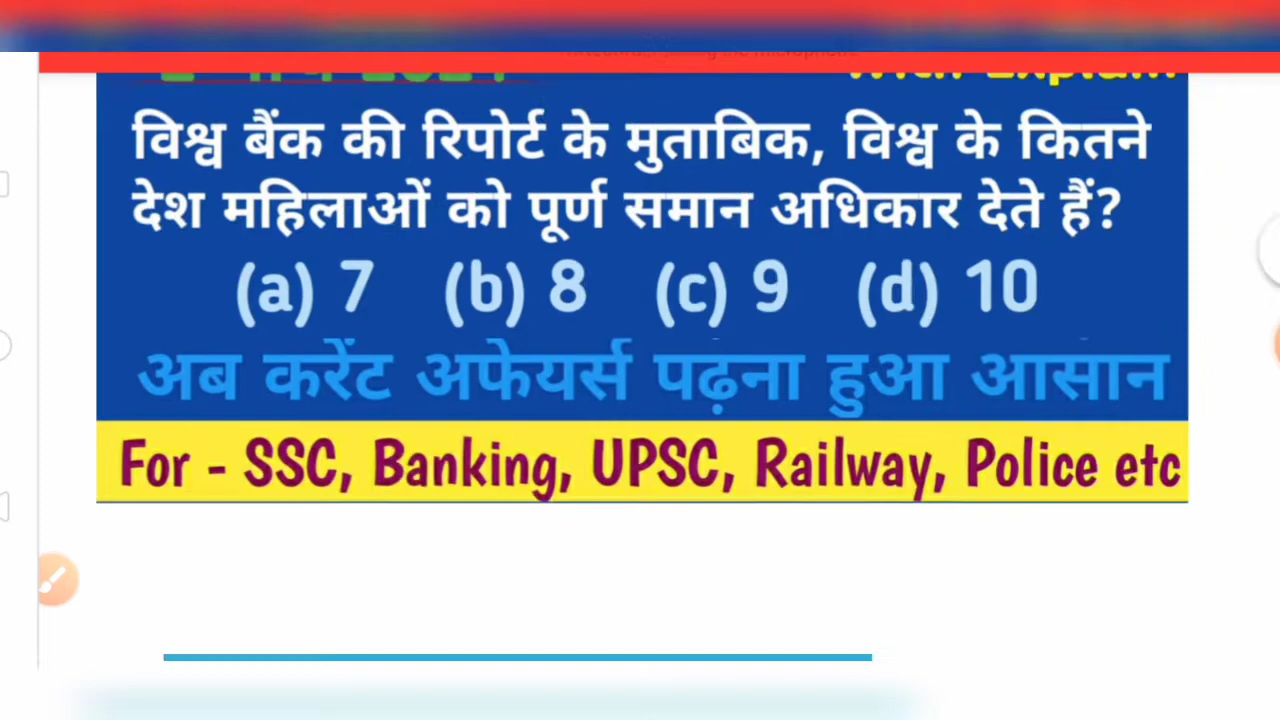 विश्व बैंक की रिपोर्ट के मुताबिक, विश्व के कितने
देश महिलाओं को पूर्ण समान अधिकार देते हैं?
(a) 7 (b) 8 (c) 9 (d) 10
अब करेंट अफेयर्स पढ़ना हुआ आसान
For - SSC, Banking, UPSC, Railway, Police etc